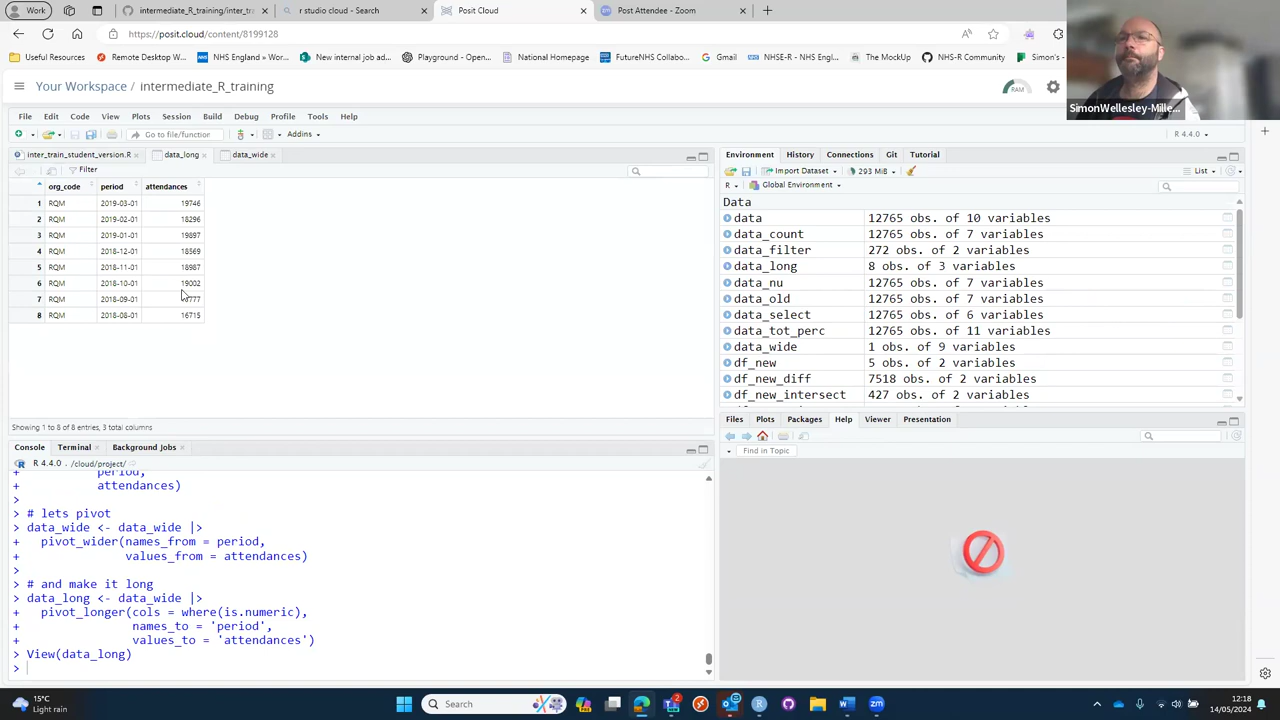 intermediate_R_training/inter_tra
r studio cloud - Search
Posit Cloud
Post Attendee - Zoom
https://posit.cloud/content/8199128
Useful Resources
Remote Desktop W...
NHS England » Wor...
New internal job ad...
Playground - Open...
National Homepage
FutureNHS Collabo...
Gmail
NHSE-R - NHS Engl...
The MockUp
NHS-R Community
Simon's
Your Workspace / intermediate_R_training
RAM
SimonWellesley-Mille...
File Edit Code View Plots Session Build Debug Profile Tools Help
Go to file/function
Addins
R 4.4.0
inter_train_student_version.R
data_long
data_wide
Filter
org_code period attendances
1 RQM 2019-03-01 19746
2 RQM 2019-02-01 18296
3 RQM 2019-01-01 19897
4 RQM 2018-12-01 18569
5 RQM 2018-11-01 18987
6 RQM 2018-10-01 19002
7 RQM 2018-09-01
8 RQM 2018-08-01 16715
Showing 1 to 8 of 8 entries, 3 total columns
Console Terminal Background Jobs
R 4.4.0 . /cloud/project/
+ period,
+ attendances)
>
> # lets pivot
> data_wide <- data_wide |>
+ pivot_wider(names_from = period,
+ values_from = attendances)
>
> # and make it long
> data_long <- data_wide |>
+ pivot_longer(cols = where(is.numeric),
+ names_to = 'period',
+ values_to = 'attendances')
> View(data_long)
>
Environment History Connections Git Tutorial
Import Dataset
293 MiB
List
R
Global Environment
Data
data 12765 obs. of 10 variables
data_count 12765 obs. of 7 variables
data_filter 272 obs. of 2 variables
data_long 8 obs. of 3 variables
data_nu 12765 obs. of 7 variables
data_old 12765 obs. of 7 variables
data_select 12765 obs. of 6 variables
data_tot_perc 12765 obs. of 11 variables
data_wide 1 obs. of 9 variables
df_new 5 obs. of 2 variables
df_new_diff 7518 obs. of 2 variables
df_new_intersect 427 obs. of 2 variables
Files Plots Packages Help Viewer Presentation
Find in Topic
15°C
Light rain
Search
12:18
14/05/2024